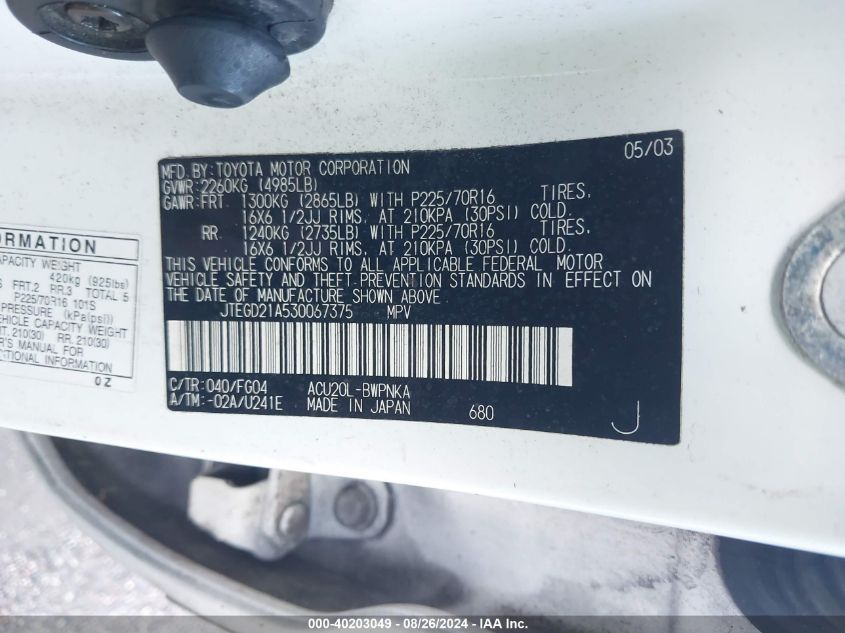 MFD. BY: TOYOTA MOTOR CORPORATION 05/03
GVWR: 2260KG (4985LB)
GAWR: FRT. 1300KG (2865LB) WITH P225/70R16 TIRES,
16X6 1/2JJ RIMS, AT 210KPA (30PSI) COLD.
RR. 1240KG (2735LB) WITH P225/70R16 TIRES,
16X6 1/2JJ RIMS, AT 210KPA (30PSI) COLD.
THIS VEHICLE CONFORMS TO ALL APPLICABLE FEDERAL MOTOR
VEHICLE SAFETY AND THEFT PREVENTION STANDARDS IN EFFECT ON
THE DATE OF MANUFACTURE SHOWN ABOVE.
JTEGD21A530067375 MPV
C/TR: 040/FG04 ACU20L-BWPNKA
A/TM: -02A/U241E MADE IN JAPAN 680
J
ORMATION
APACITY WEIGHT
420kg (925lbs)
S FRT.2 RR.3 TOTAL 5
P225/70R16 101S
PRESSURE (kPa[psi])
EHICLE CAPACITY WEIGHT
RT. 210(30) RR. 210(30)
R'S MANUAL FOR
ITIONAL INFORMATION
0Z
000-40203049 - 08/26/2024 - IAA Inc.